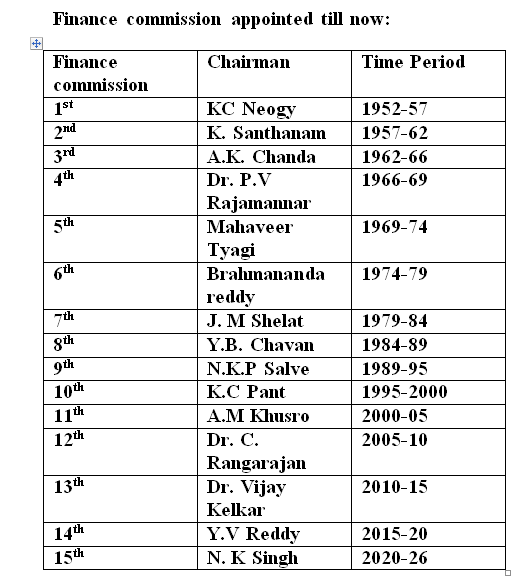 Finance commission appointed till now:
Finance commission Chairman Time Period
1st KC Neogy 1952-57
2nd K. Santhanam 1957-62
3rd A.K. Chanda 1962-66
4th Dr. P.V Rajamannar 1966-69
5th Mahaveer Tyagi 1969-74
6th Brahmananda reddy 1974-79
7th J. M Shelat 1979-84
8th Y.B. Chavan 1984-89
9th N.K.P Salve 1989-95
10th K.C Pant 1995-2000
11th A.M Khusro 2000-05
12th Dr. C. Rangarajan 2005-10
13th Dr. Vijay Kelkar 2010-15
14th Y.V Reddy 2015-20
15th N. K Singh 2020-26